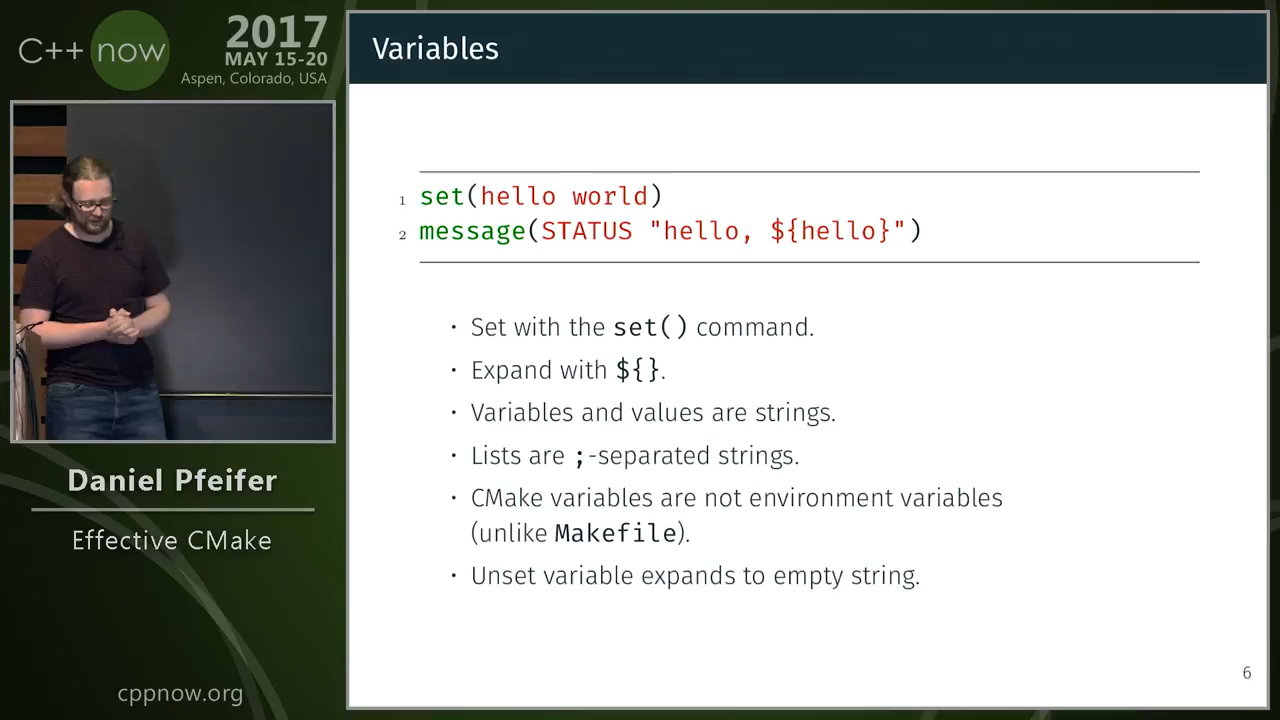 C++ now
2017
MAY 15-20
Aspen, Colorado, USA
Daniel Pfeifer
Effective CMake
cppnow.org
Variables
1 set(hello world)
2 message(STATUS "hello, ${hello}")
· Set with the set() command.
· Expand with ${}.
· Variables and values are strings.
· Lists are ;-separated strings.
· CMake variables are not environment variables
(unlike Makefile).
· Unset variable expands to empty string.
6